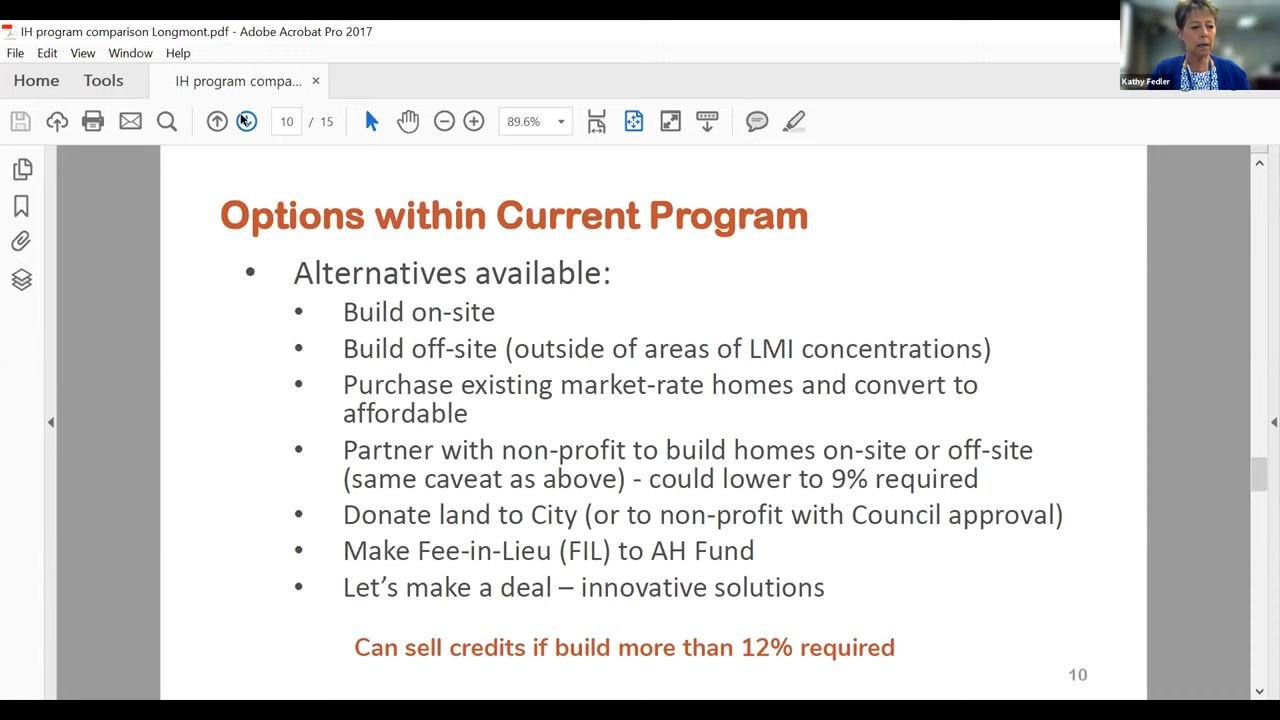 IH program comparison Longmont.pdf - Adobe Acrobat Pro 2017
File Edit View Window Help
Home Tools IH program compa... ×
10 / 15 89.6%
Kathy Fedler
Options within Current Program
• Alternatives available:
• Build on-site
• Build off-site (outside of areas of LMI concentrations)
• Purchase existing market-rate homes and convert to
affordable
• Partner with non-profit to build homes on-site or off-site
(same caveat as above) - could lower to 9% required
• Donate land to City (or to non-profit with Council approval)
• Make Fee-in-Lieu (FIL) to AH Fund
• Let’s make a deal – innovative solutions
Can sell credits if build more than 12% required
10